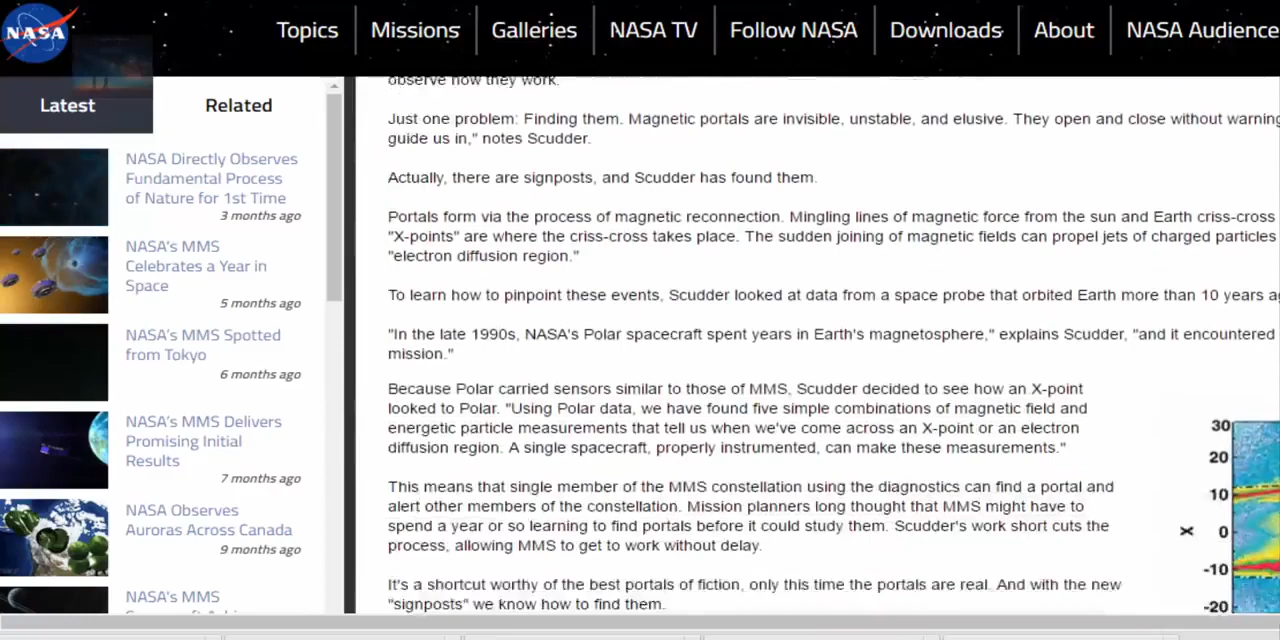 NASA
Topics
Missions
Galleries
NASA TV
Follow NASA
Downloads
About
NASA Audience
Latest
Related
NASA Directly Observes
Fundamental Process
of Nature for 1st Time
3 months ago
NASA's MMS
Celebrates a Year in
Space
5 months ago
NASA's MMS Spotted
from Tokyo
6 months ago
NASA's MMS Delivers
Promising Initial
Results
7 months ago
NASA Observes
Auroras Across Canada
9 months ago
NASA's MMS
observe how they work.
Just one problem: Finding them. Magnetic portals are invisible, unstable, and elusive. They open and close without warning
guide us in," notes Scudder.
Actually, there are signposts, and Scudder has found them.
Portals form via the process of magnetic reconnection. Mingling lines of magnetic force from the sun and Earth criss-cross
"X-points" are where the criss-cross takes place. The sudden joining of magnetic fields can propel jets of charged particles
"electron diffusion region."
To learn how to pinpoint these events, Scudder looked at data from a space probe that orbited Earth more than 10 years
"In the late 1990s, NASA's Polar spacecraft spent years in Earth's magnetosphere," explains Scudder, "and it encountered
mission."
Because Polar carried sensors similar to those of MMS, Scudder decided to see how an X-point
looked to Polar. "Using Polar data, we have found five simple combinations of magnetic field and
energetic particle measurements that tell us when we've come across an X-point or an electron
diffusion region. A single spacecraft, properly instrumented, can make these measurements."
This means that single member of the MMS constellation using the diagnostics can find a portal and
alert other members of the constellation. Mission planners long thought that MMS might have to
spend a year or so learning to find portals before it could study them. Scudder's work short cuts the
process, allowing MMS to get to work without delay.
It's a shortcut worthy of the best portals of fiction, only this time the portals are real. And with the new
"signposts" we know how to find them.
30
20
10
X
0
-10
-20